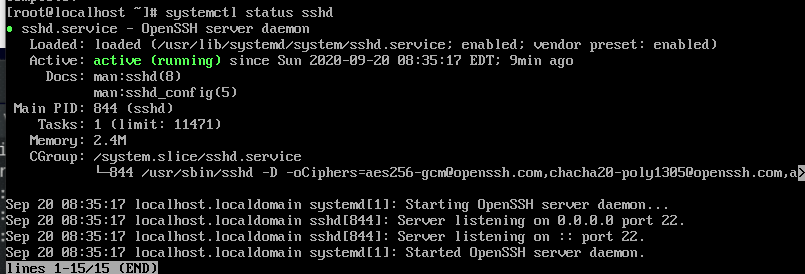 [root@localhost ~]# systemctl status sshd
● sshd.service - OpenSSH server daemon
   Loaded: loaded (/usr/lib/systemd/system/sshd.service; enabled; vendor preset: enabled)
   Active: active (running) since Sun 2020-09-20 08:35:17 EDT; 9min ago
     Docs: man:sshd(8)
           man:sshd_config(5)
 Main PID: 844 (sshd)
    Tasks: 1 (limit: 11471)
   Memory: 2.4M
   CGroup: /system.slice/sshd.service
           └─844 /usr/sbin/sshd -D -oCiphers=aes256-gcm@openssh.com,chacha20-poly1305@openssh.com,a>
Sep 20 08:35:17 localhost.localdomain systemd[1]: Starting OpenSSH server daemon...
Sep 20 08:35:17 localhost.localdomain sshd[844]: Server listening on 0.0.0.0 port 22.
Sep 20 08:35:17 localhost.localdomain sshd[844]: Server listening on :: port 22.
Sep 20 08:35:17 localhost.localdomain systemd[1]: Started OpenSSH server daemon.
lines 1-15/15 (END)